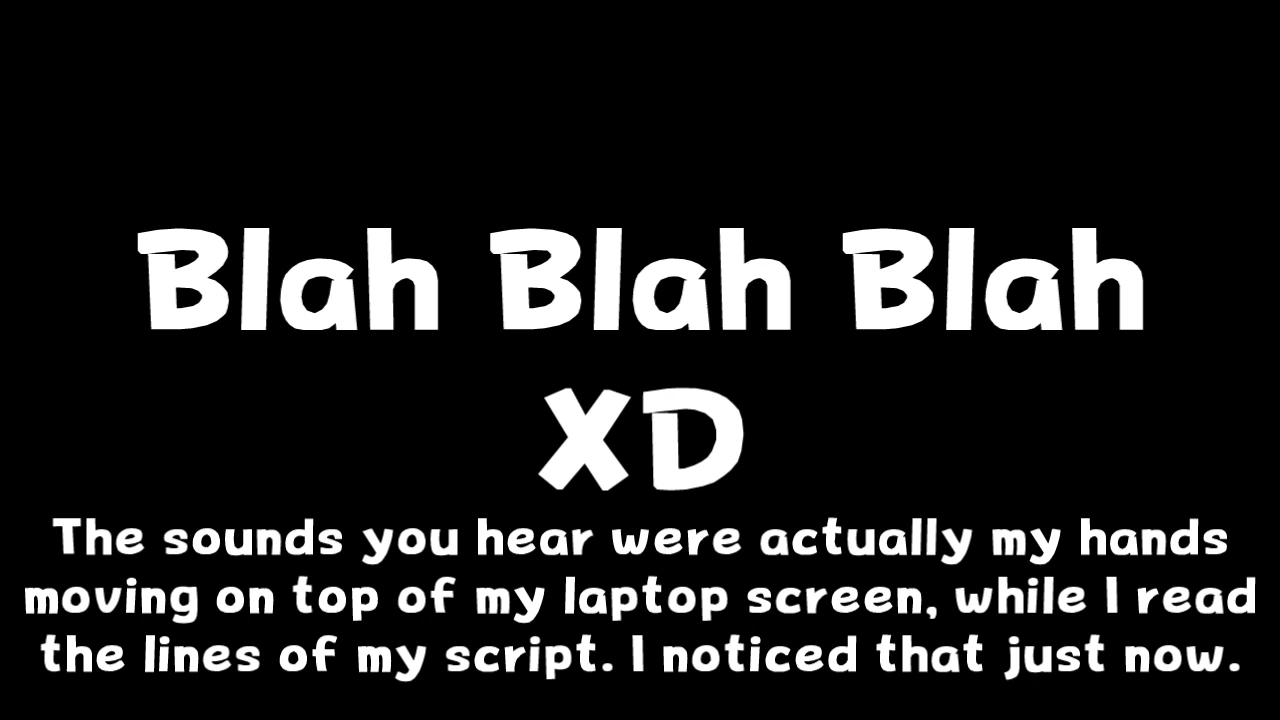 Blah Blah Blah
XD
The sounds you hear were actually my hands
moving on top of my laptop screen, while I read
the lines of my script. I noticed that just now.